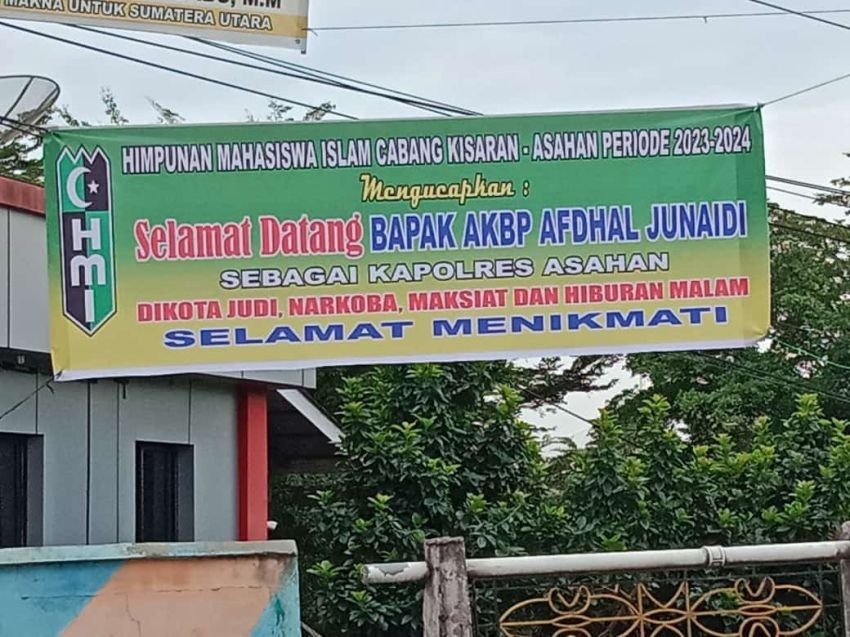 MAKNA UNTUK SUMATERA UTARA
HIMPUNAN MAHASISWA ISLAM CABANG KISARAN - ASAHAN PERIODE 2023-2024
Mengucapkan :
Selamat Datang BAPAK AKBP AFDHAL JUNAIDI
SEBAGAI KAPOLRES ASAHAN
DIKOTA JUDI, NARKOBA, MAKSIAT DAN HIBURAN MALAM
SELAMAT MENIKMATI
HMI